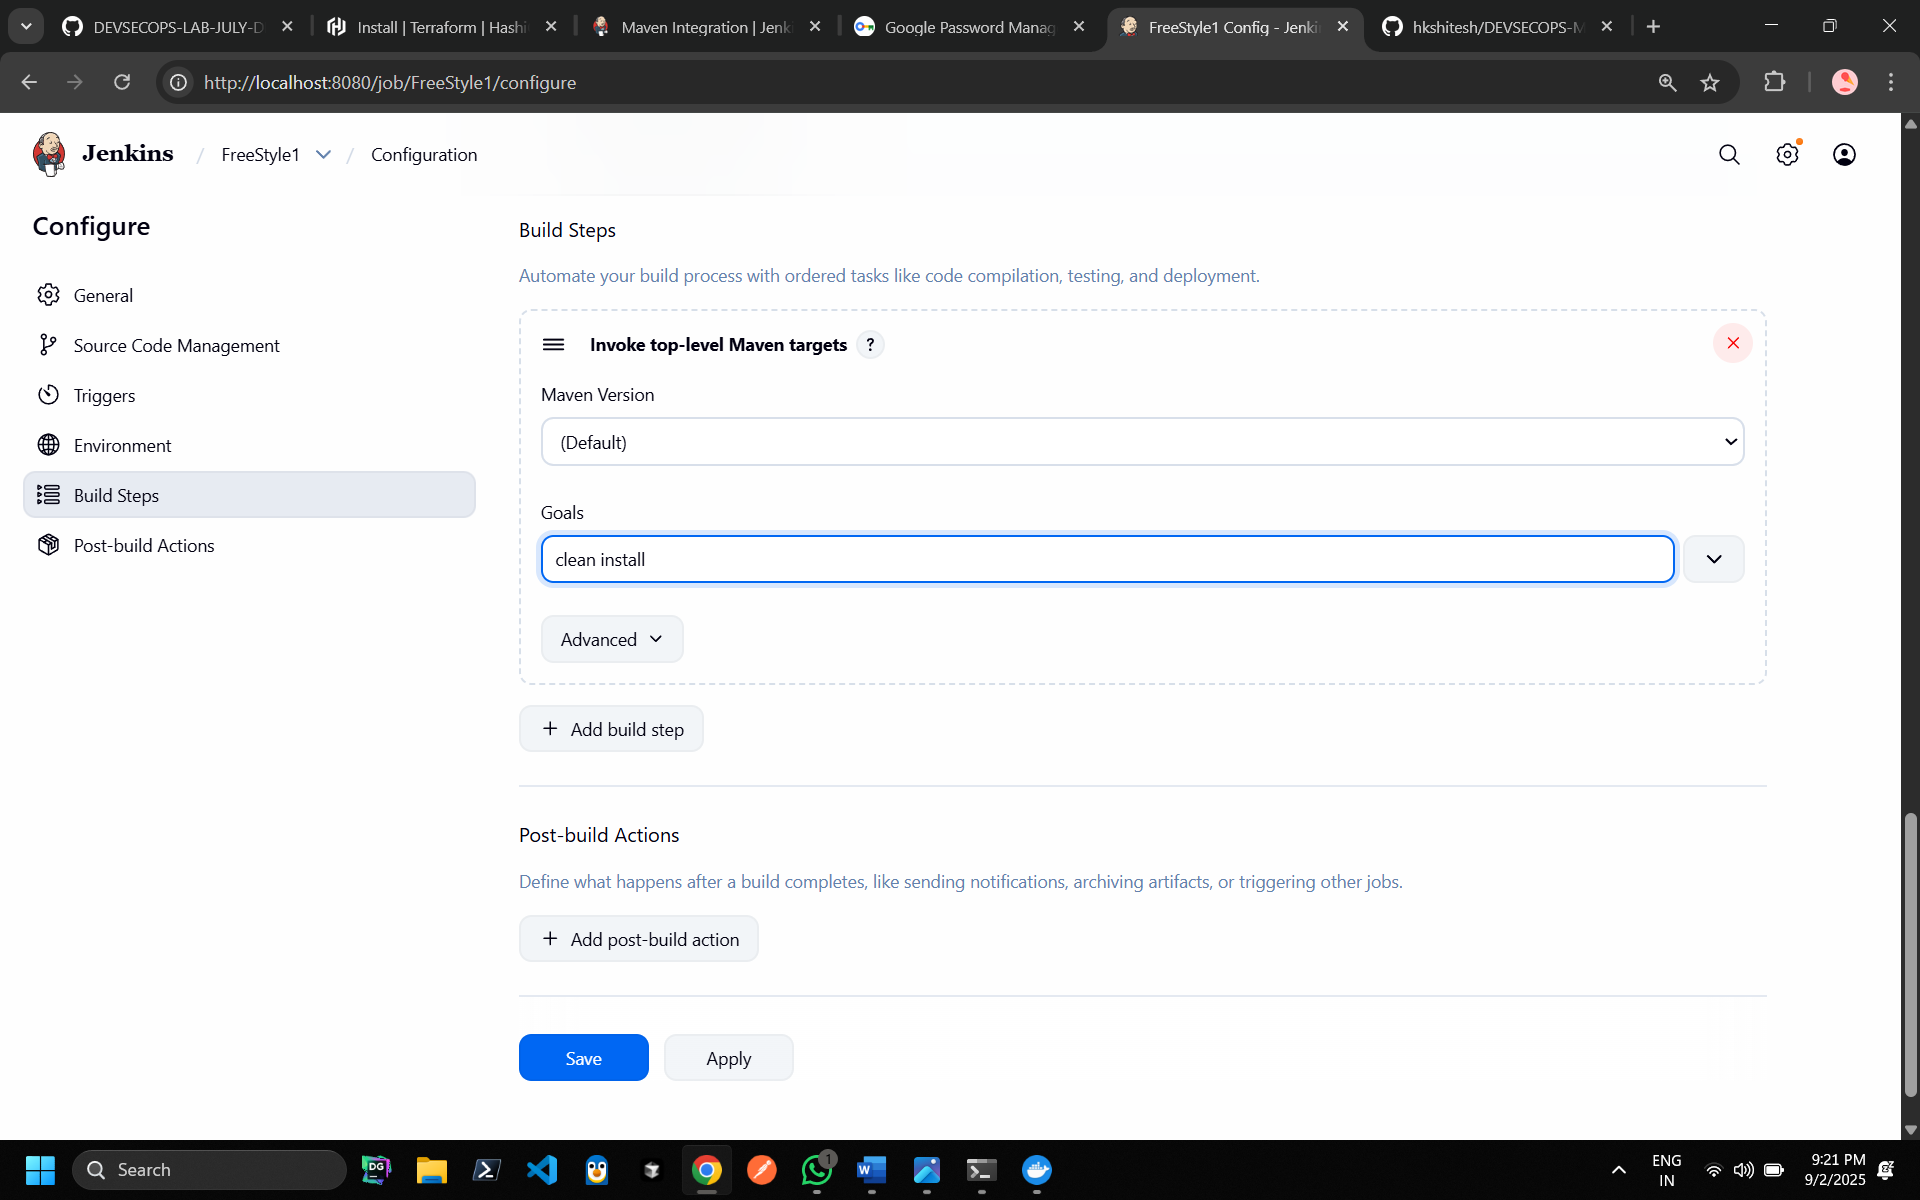 DEVSECOPS-LAB-JULY-D
Install | Terraform | Hashi
Maven Integration | Jenki
Google Password Manag
FreeStyle1 Config - Jenki
hkshitesh/DEVSECOPS-M
http://localhost:8080/job/FreeStyle1/configure
Jenkins / FreeStyle1 / Configuration
Configure
General
Source Code Management
Triggers
Environment
Build Steps
Post-build Actions
Build Steps
Automate your build process with ordered tasks like code compilation, testing, and deployment.
Invoke top-level Maven targets ?
Maven Version
(Default)
Goals
clean install
Advanced
+ Add build step
Post-build Actions
Define what happens after a build completes, like sending notifications, archiving artifacts, or triggering other jobs.
+ Add post-build action
Save
Apply
Search
DG
1
ENG
IN
9:21 PM
9/2/2025